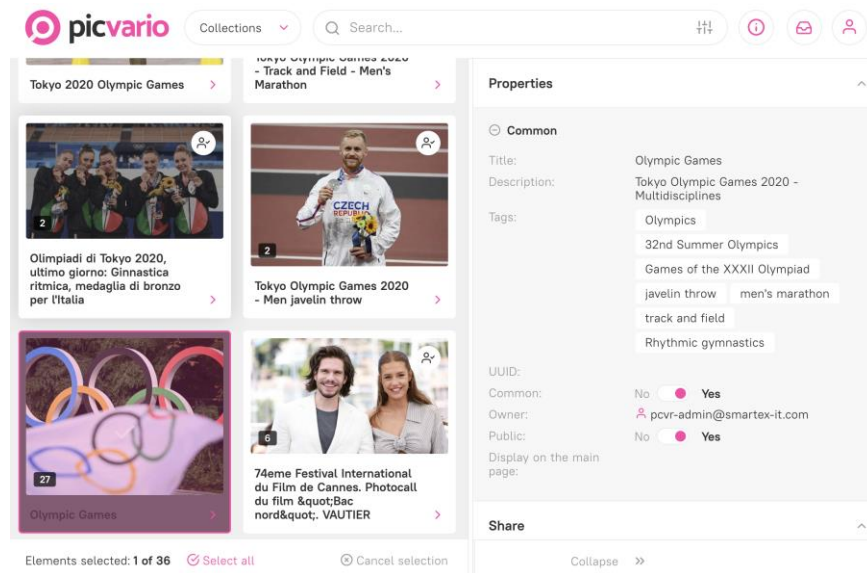 picvario
Collections
Search...
Tokyo 2020 Olympic Games
Tokyo Olympic Games 2020
- Track and Field - Men's
Marathon
2
Olimpiadi di Tokyo 2020,
ultimo giorno: Ginnastica
ritmica, medaglia di bronzo
per l'Italia
CZECH
REPUBLIC
2
Tokyo Olympic Games 2020
- Men javelin throw
27
Olympic Games
6
74eme Festival International
du Film de Cannes. Photocall
du film &quot;Bac
nord&quot;. VAUTIER
Elements selected: 1 of 36 Select all Cancel selection
Properties
Common
Title: Olympic Games
Description: Tokyo Olympic Games 2020 -
Multidisciplines
Tags: Olympics
32nd Summer Olympics
Games of the XXXII Olympiad
javelin throw men's marathon
track and field
Rhythmic gymnastics
UUID:
Common: No Yes
Owner: pcvr-admin@smartex-it.com
Public: No Yes
Display on the main
page:
Share
Collapse